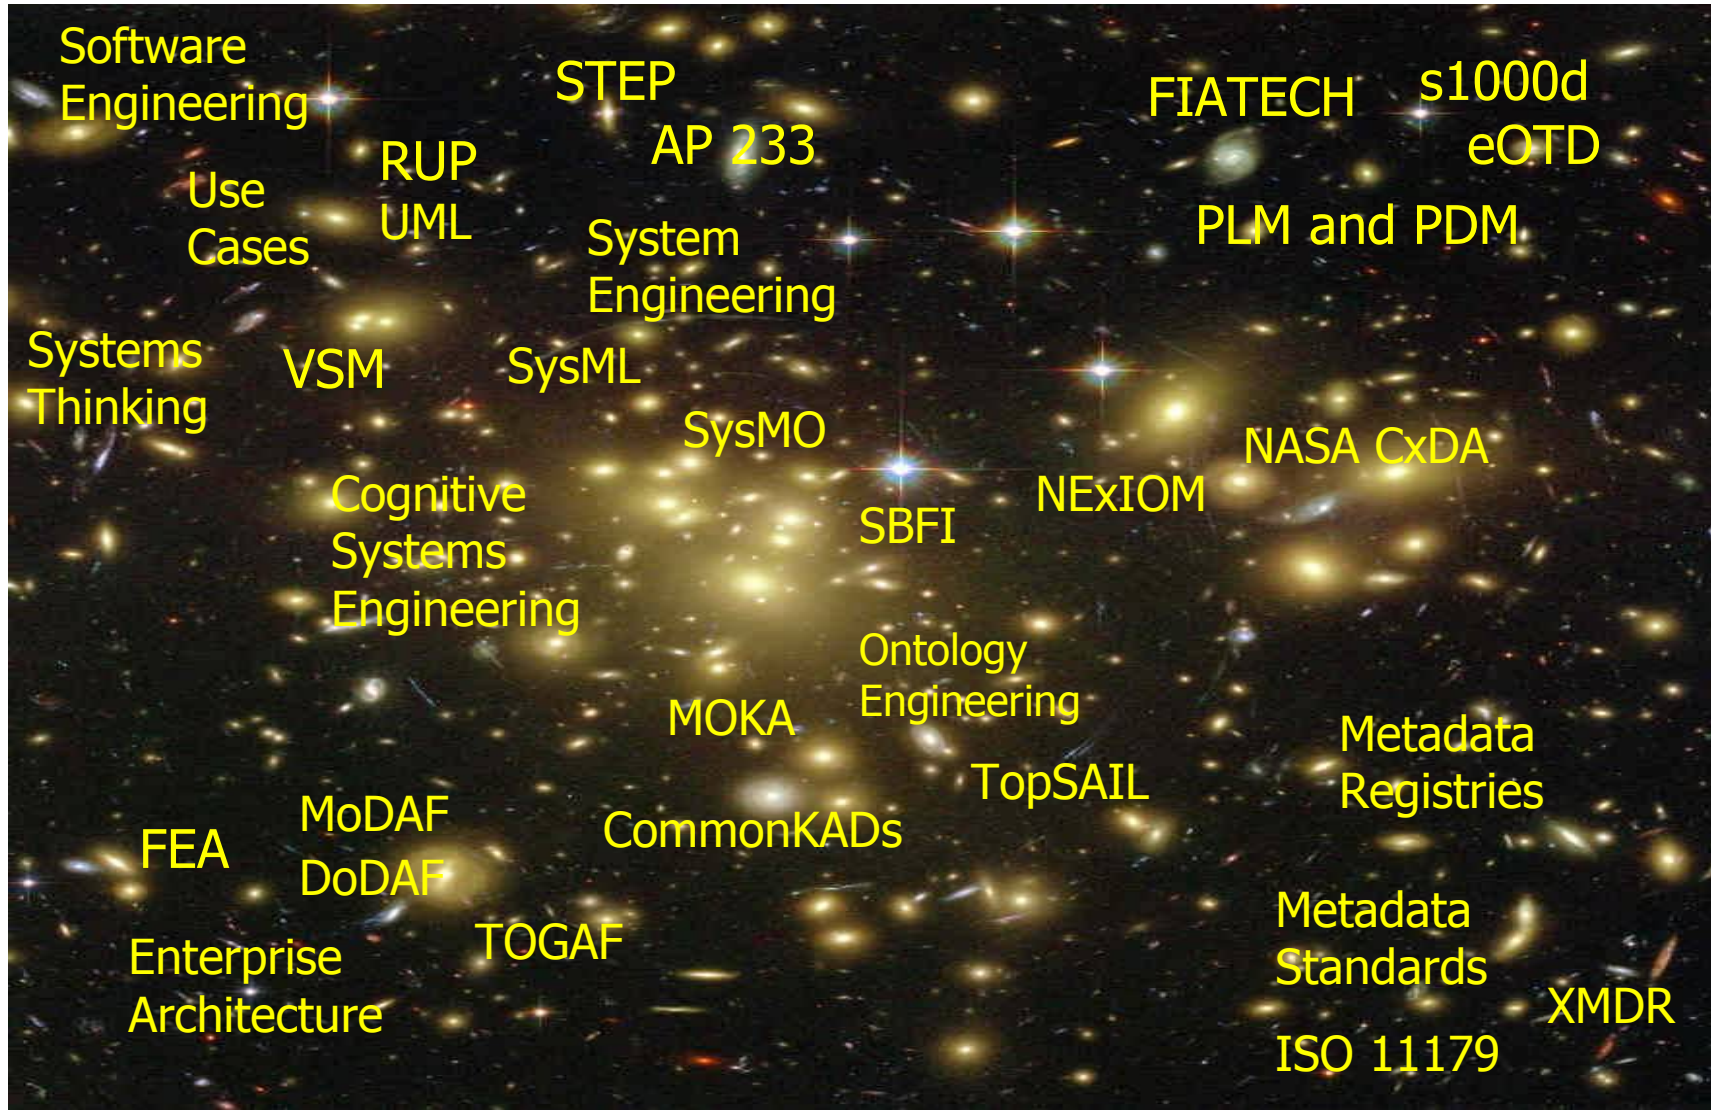 Software
Engineering
STEP
AP 233
FIATECH
s1000d
eOTD
RUP
UML
Use
Cases
PLM and PDM
System
Engineering
Systems
Thinking
VSM
SysML
SysMO
NASA CxDA
NExIOM
Cognitive
Systems
Engineering
SBFI
Ontology
Engineering
MOKA
TopSAIL
Metadata
Registries
CommonKADs
MoDAF
DoDAF
FEA
TOGAF
Enterprise
Architecture
Metadata
Standards
XMDR
ISO 11179